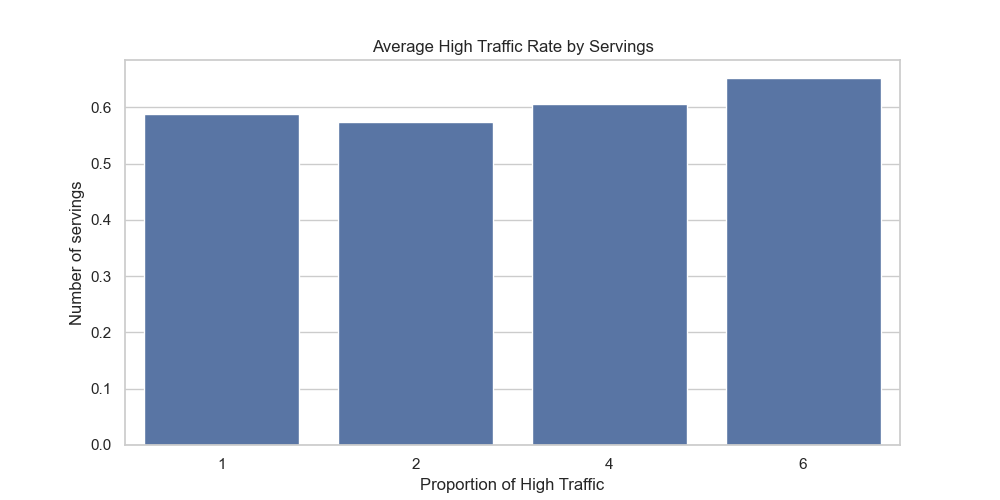 Average High Traffic Rate by Servings
Number of servings
0.6
0.5
0.4
0.3
0.2
0.1
0.0
1 2 4 6
Proportion of High Traffic